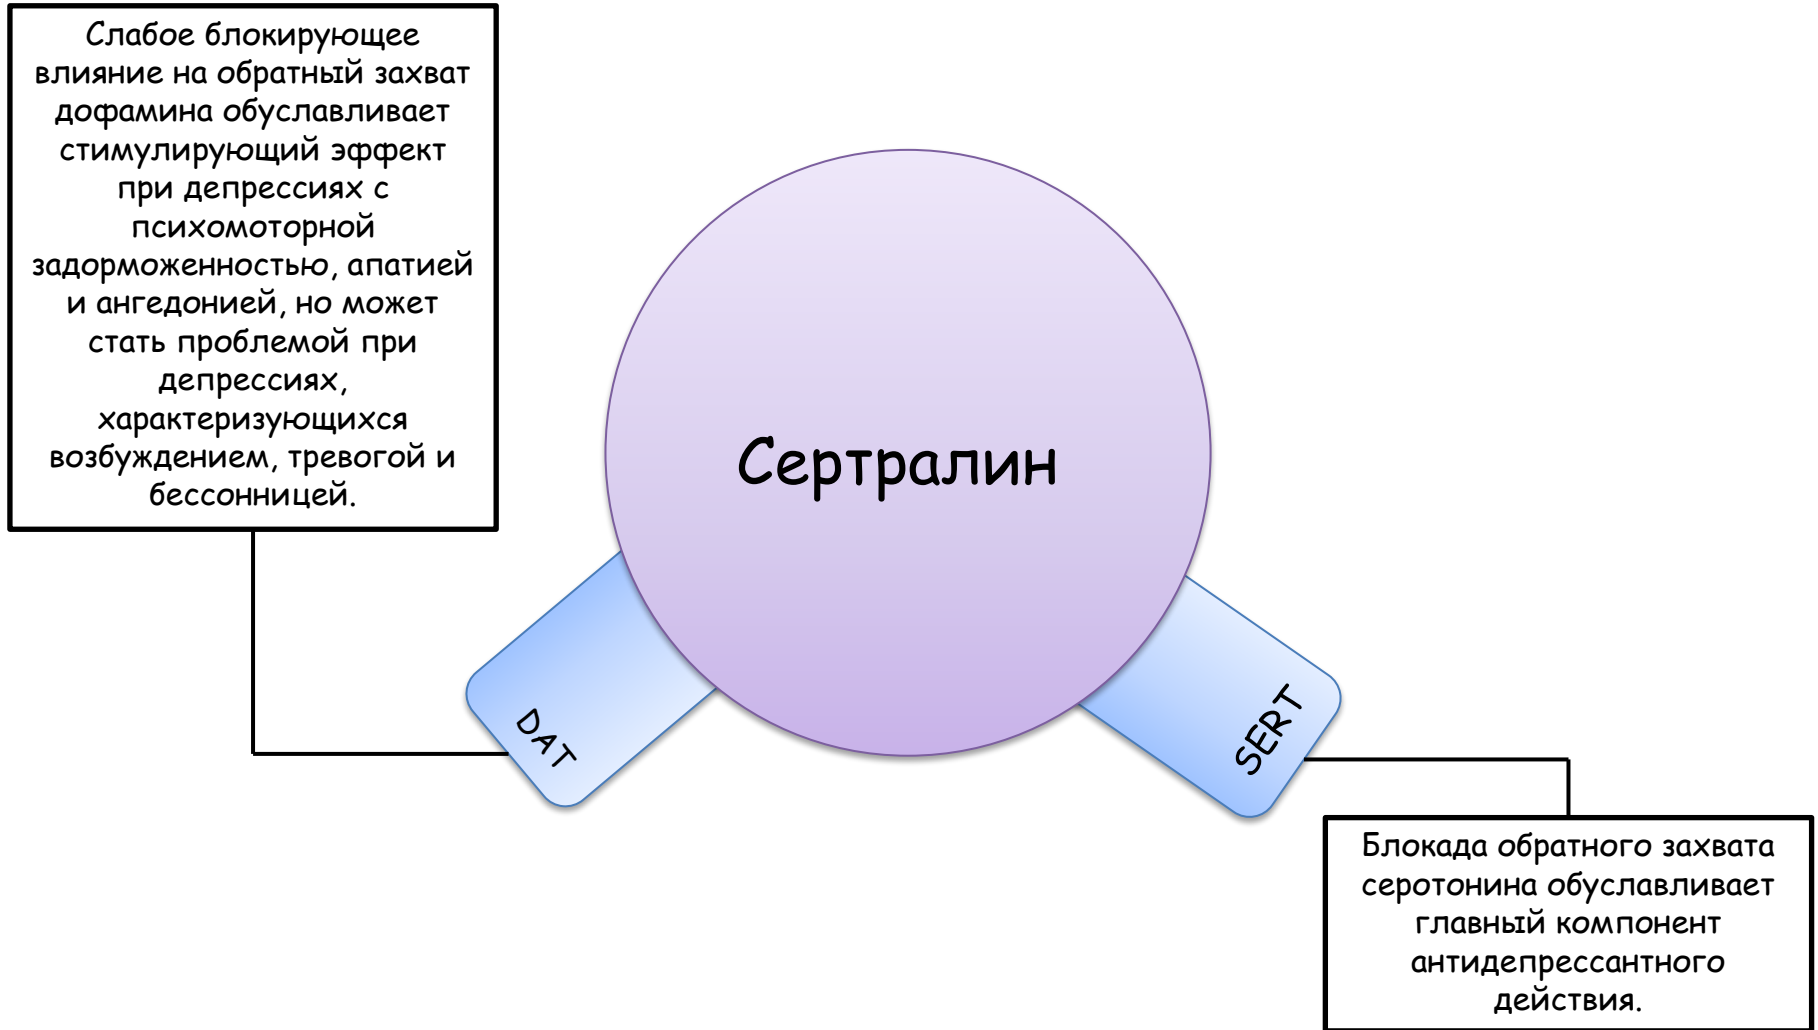 Слабое блокирующее
влияние на обратный захват
дофамина обуславливает
стимулирующий эффект
при депрессиях с
психомоторной
задорможенностью, апатией
и ангедонией, но может
стать проблемой при
депрессиях,
характеризующихся
возбуждением, тревогой и
бессонницей.
Сертралин
DAT
SERT
Блокада обратного захвата
серотонина обуславливает
главный компонент
антидепрессантного
действия.